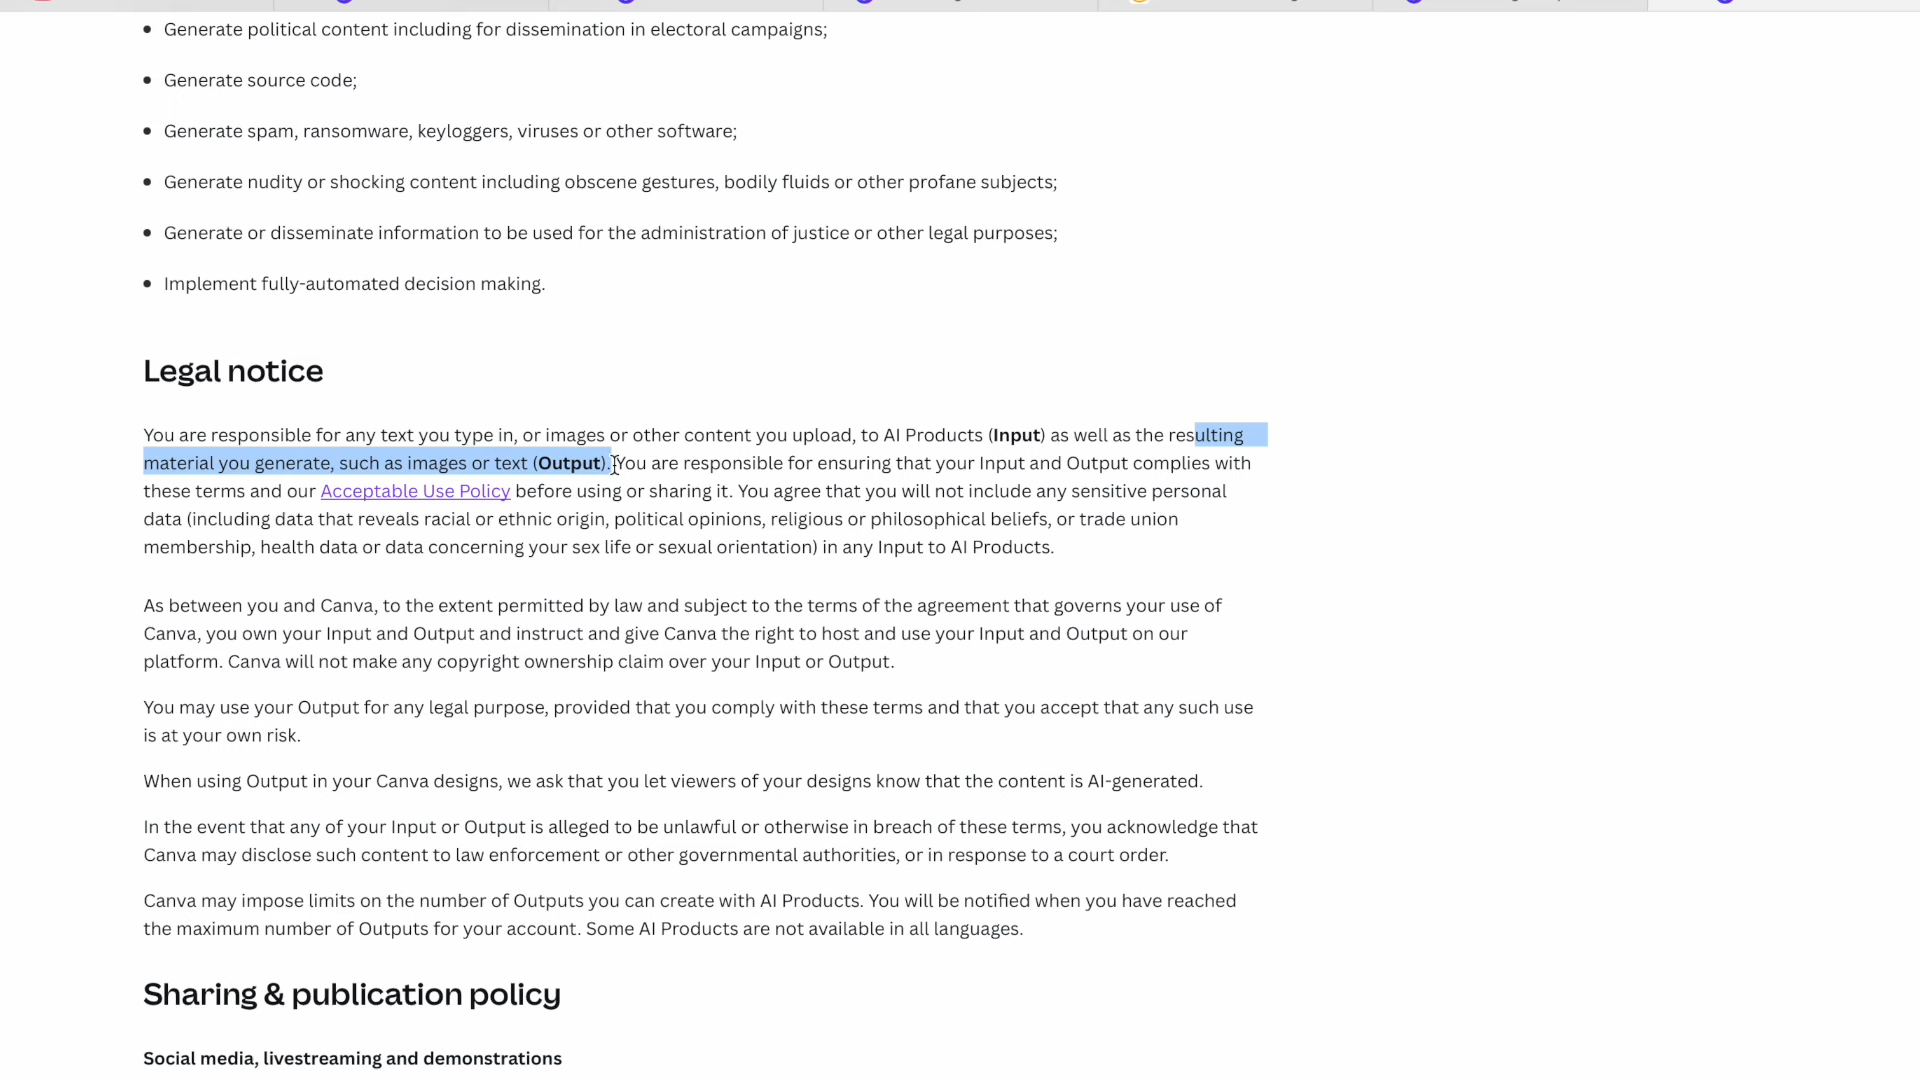 Generate political content including for dissemination in electoral campaigns;
Generate source code;
Generate spam, ransomware, keyloggers, viruses or other software;
Generate nudity or shocking content including obscene gestures, bodily fluids or other profane subjects;
Generate or disseminate information to be used for the administration of justice or other legal purposes;
Implement fully-automated decision making.
Legal notice
You are responsible for any text you type in, or images or other content you upload, to AI Products (Input) as well as the resulting
material you generate, such as images or text (Output). You are responsible for ensuring that your Input and Output complies with
these terms and our Acceptable Use Policy before using or sharing it. You agree that you will not include any sensitive personal
data (including data that reveals racial or ethnic origin, political opinions, religious or philosophical beliefs, or trade union
membership, health data or data concerning your sex life or sexual orientation) in any Input to AI Products.
As between you and Canva, to the extent permitted by law and subject to the terms of the agreement that governs your use of
Canva, you own your Input and Output and instruct and give Canva the right to host and use your Input and Output on our
platform. Canva will not make any copyright ownership claim over your Input or Output.
You may use your Output for any legal purpose, provided that you comply with these terms and that you accept that any such use
is at your own risk.
When using Output in your Canva designs, we ask that you let viewers of your designs know that the content is AI-generated.
In the event that any of your Input or Output is alleged to be unlawful or otherwise in breach of these terms, you acknowledge that
Canva may disclose such content to law enforcement or other governmental authorities, or in response to a court order.
Canva may impose limits on the number of Outputs you can create with AI Products. You will be notified when you have reached
the maximum number of Outputs for your account. Some AI Products are not available in all languages.
Sharing & publication policy
Social media, livestreaming and demonstrations